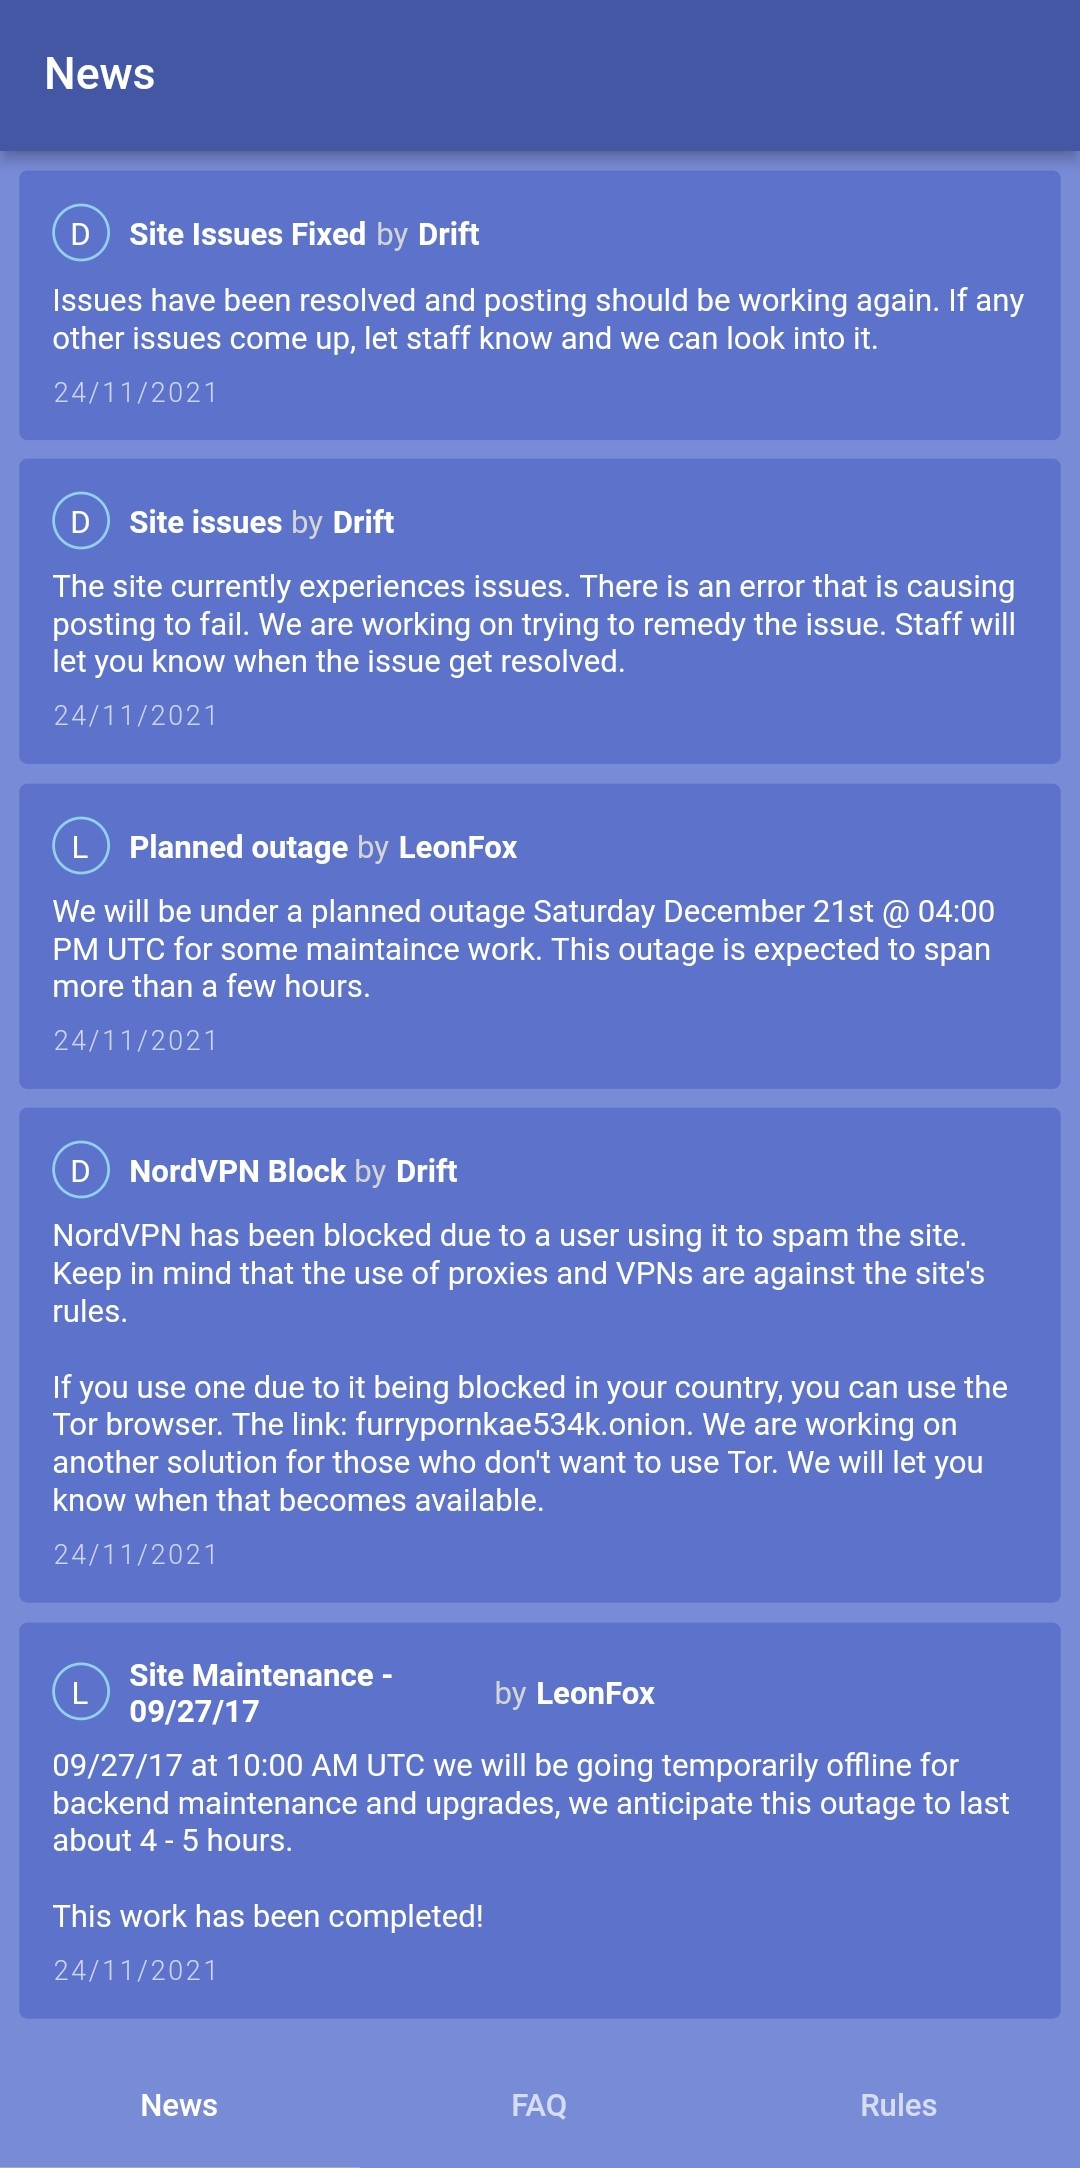 News
D
Site Issues Fixed by Drift
Issues have been resolved and posting should be working again. If any
other issues come up, let staff know and we can look into it.
24/11/2021
D
Site issues by Drift
The site currently experiences issues. There is an error that is causing
posting to fail. We are working on trying to remedy the issue. Staff will
let you know when the issue get resolved.
24/11/2021
L
Planned outage by LeonFox
We will be under a planned outage Saturday December 21st @ 04:00
PM UTC for some maintaince work. This outage is expected to span
more than a few hours.
24/11/2021
D
NordVPN Block by Drift
NordVPN has been blocked due to a user using it to spam the site.
Keep in mind that the use of proxies and VPNs are against the site's
rules.
If you use one due to it being blocked in your country, you can use the
Tor browser. The link: furrypornkae534k.onion. We are working on
another solution for those who don't want to use Tor. We will let you
know when that becomes available.
24/11/2021
L
Site Maintenance -
09/27/17
by LeonFox
09/27/17 at 10:00 AM UTC we will be going temporarily offline for
backend maintenance and upgrades, we anticipate this outage to last
about 4 - 5 hours.
This work has been completed!
24/11/2021
News
FAQ
Rules